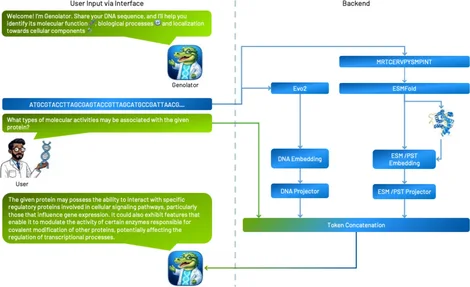 User Input via Interface
Backend
Welcome! I'm Genolator. Share your DNA sequence, and I'll help you
identify its molecular function, biological processes and localization
towards cellular components
Genolator
MRTCERVPYSMPINT
Evo2
ESMFold
ATGCGTACCTTAGCGAGTACCGTTAGCATGCCGATTAACG...
What types of molecular activities may be associated with the given
protein?
User
DNA Embedding
ESM /PST
Embedding
DNA Projector
ESM /PST Projector
The given protein may possess the ability to interact with specific
regulatory proteins involved in cellular signaling pathways, particularly
those that influence gene expression. It could also exhibit features that
enable it to modulate the activity of certain enzymes responsible for
covalent modification of other proteins, potentially affecting the
regulation of transcriptional processes.
Token Concatenation